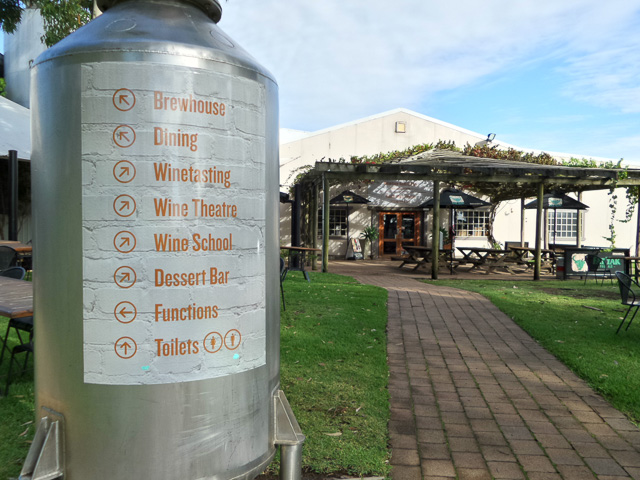 Brewhouse
Dining
Winetasting
Wine Theatre
Wine School
Dessert Bar
Functions
Toilets